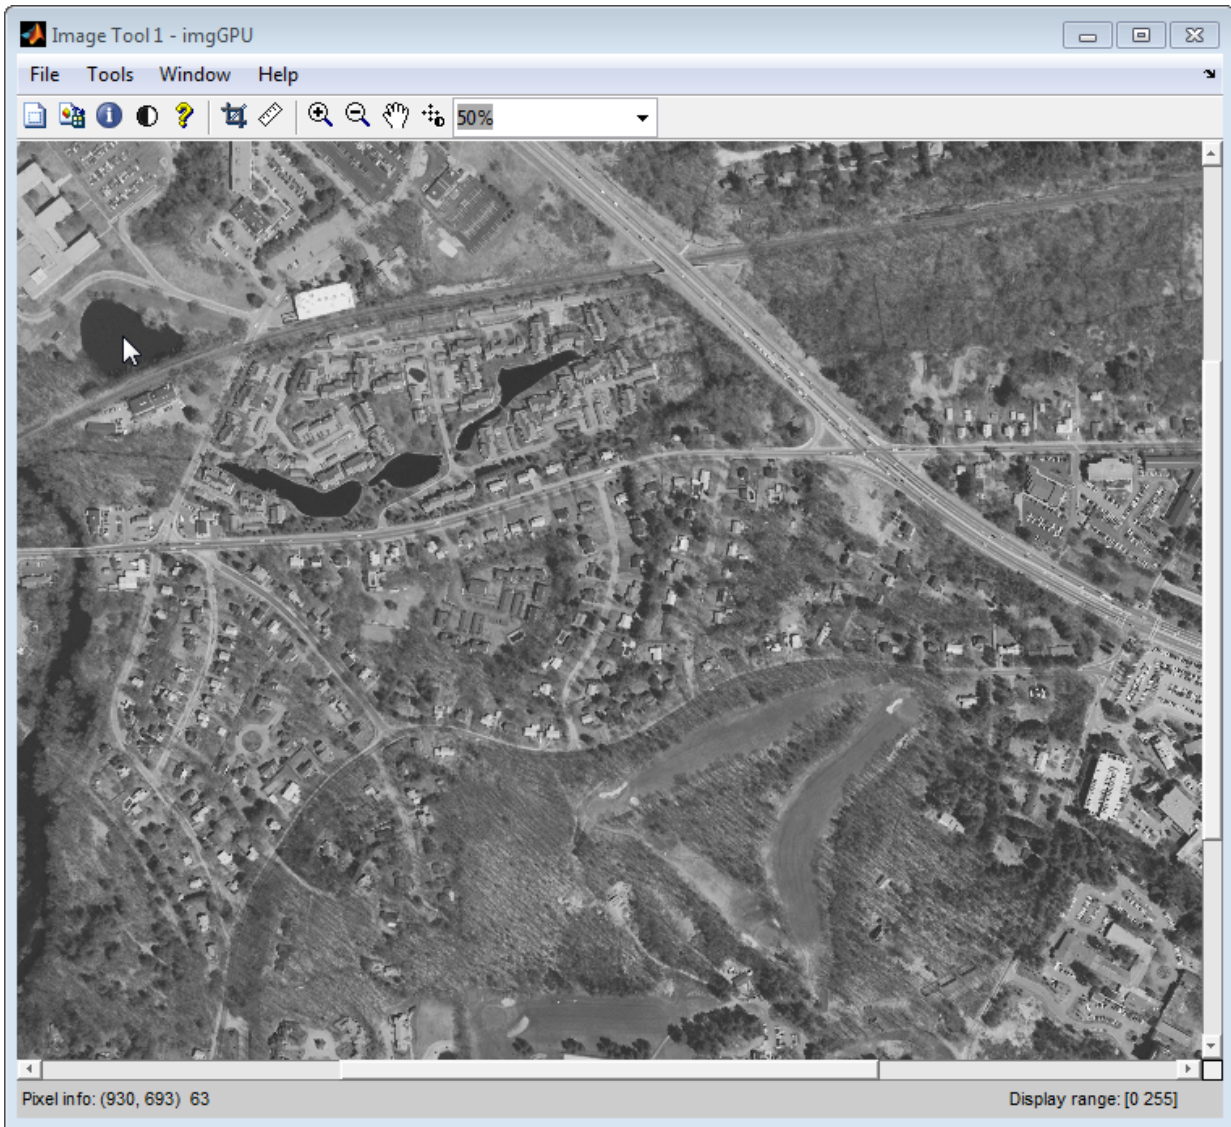 Image Tool 1 - imgGPU
File Tools Window Help
50%
Pixel info: (930, 693) 63
Display range: [0 255]